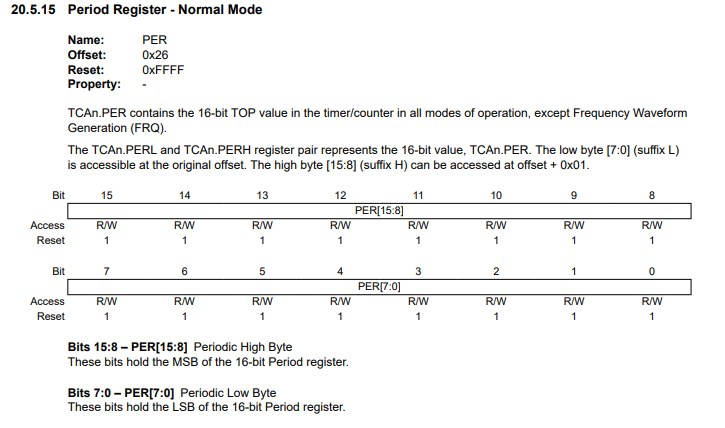 20.5.15 Period Register - Normal Mode
Name: PER
Offset: 0x26
Reset: 0xFFFF
Property: -
TCAn.PER contains the 16-bit TOP value in the timer/counter in all modes of operation, except Frequency Waveform
Generation (FRQ).
The TCAn.PERL and TCAn.PERH register pair represents the 16-bit value, TCAn.PER. The low byte [7:0] (suffix L)
is accessible at the original offset. The high byte [15:8] (suffix H) can be accessed at offset + 0x01.
Bit 15 14 13 12 11 10 9 8
PER[15:8]
Access R/W R/W R/W R/W R/W R/W R/W R/W
Reset 1 1 1 1 1 1 1 1
Bit 7 6 5 4 3 2 1 0
PER[7:0]
Access R/W R/W R/W R/W R/W R/W R/W R/W
Reset 1 1 1 1 1 1 1 1
Bits 15:8 – PER[15:8] Periodic High Byte
These bits hold the MSB of the 16-bit Period register.
Bits 7:0 – PER[7:0] Periodic Low Byte
These bits hold the LSB of the 16-bit Period register.